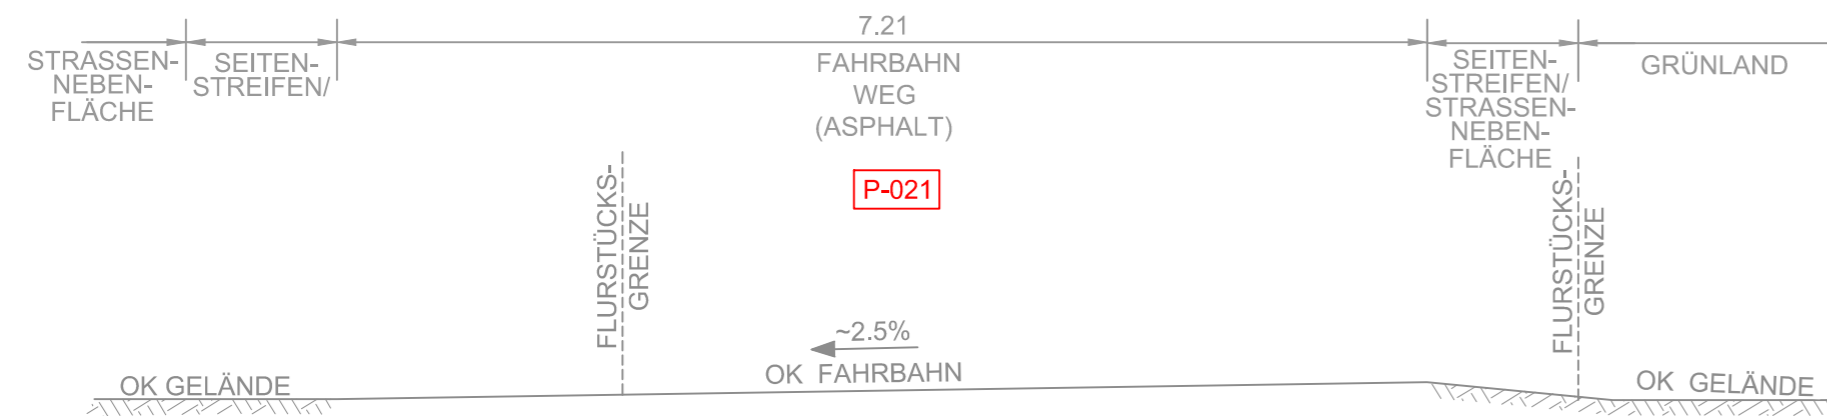 7.21
STRASSEN-
NEBEN-
FLÄCHE
SEITEN-
STREIFEN/
FAHRBAHN
WEG
(ASPHALT)
SEITEN-
STREIFEN/
STRASSEN-
NEBEN-
FLÄCHE
GRÜNLAND
P-021
FLURSTÜCKS-
GRENZE
FLURSTÜCKS-
GRENZE
~2.5%
OK FAHRBAHN
OK GELÄNDE
OK GELÄNDE